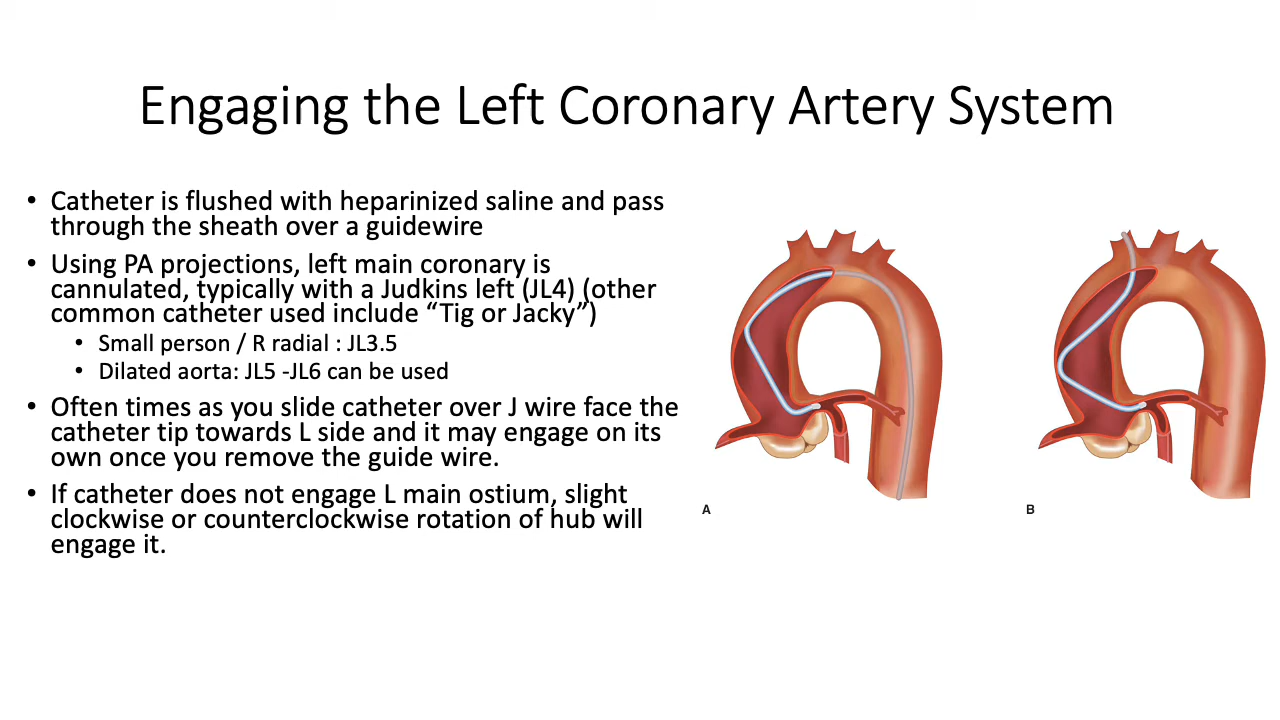 Engaging the Left Coronary Artery System
• Catheter is flushed with heparinized saline and pass
through the sheath over a guidewire
• Using PA projections, left main coronary is
cannulated, typically with a Judkins left (JL4) (other
common catheter used include “Tig or Jacky”)
• Small person / R radial : JL3.5
• Dilated aorta: JL5 -JL6 can be used
• Often times as you slide catheter over J wire face the
catheter tip towards L side and it may engage on its
own once you remove the guide wire.
• If catheter does not engage L main ostium, slight
clockwise or counterclockwise rotation of hub will
engage it.
A
B